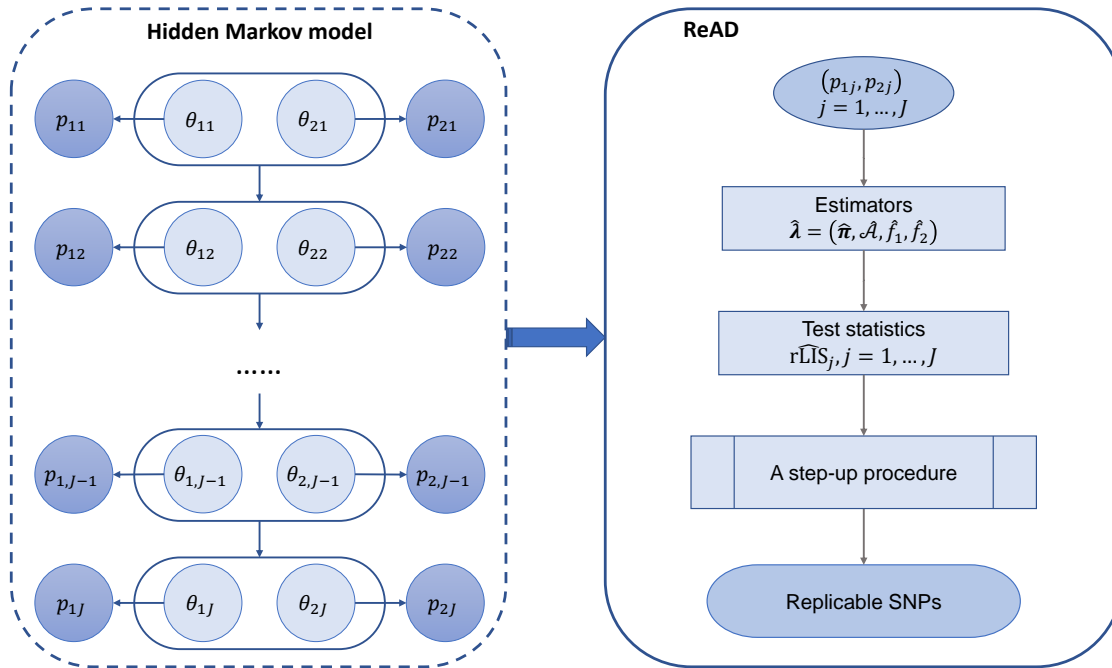 Hidden Markov model
p₁₁ θ₁₁ θ₂₁ p₂₁
p₁₂ θ₁₂ θ₂₂ p₂₂
……
p₁,J₋₁ θ₁,J₋₁ θ₂,J₋₁ p₂,J₋₁
p₁J θ₁J θ₂J p₂J
ReAD
(p₁j, p₂j)
j = 1, … , J
Estimators
λ̂ = (π̂, 𝒜̂, f̂₁, f̂₂)
Test statistics
rL̂IS_j, j = 1, … , J
A step-up procedure
Replicable SNPs